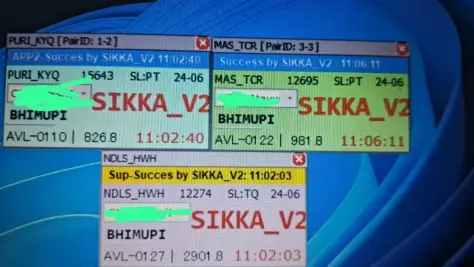 PURI_KYQ [ PairID: 1-2 ]
APP2-Succes by SIKKA_V2 11:02:40
PURI_KYQ 15643 SL:PT 24-06
SIKKA_V2
BHIMUPI
AVL-0110 | 826.8 11:02:40
MAS_TCR [ PairID: 3-3 ]
Success by SIKKA_V2 : 11:06:11
MAS_TCR 12695 SL:PT 24-06
SIKKA_V2
BHIMUPI
AVL-0122 | 981.8 11:06:11
NDLS_HWH
Sup-Succes by SIKKA_V2: 11:02:03
NDLS_HWH 12274 SL:TQ 24-06
SIKKA_V2
BHIMUPI
AVL-0127 | 2901.8 11:02:03